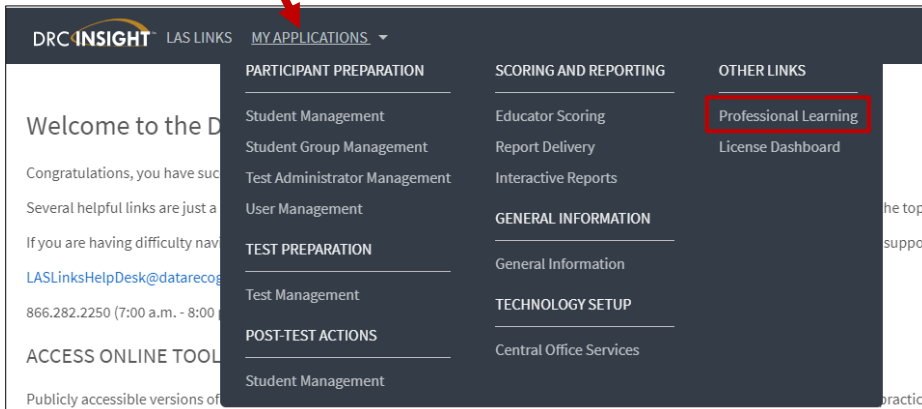 DRC INSIGHT LAS LINKS MY APPLICATIONS
PARTICIPANT PREPARATION
Student Management
Student Group Management
Test Administrator Management
User Management
TEST PREPARATION
Test Management
POST-TEST ACTIONS
Student Management
SCORING AND REPORTING
Educator Scoring
Report Delivery
Interactive Reports
GENERAL INFORMATION
General Information
TECHNOLOGY SETUP
Central Office Services
OTHER LINKS
Professional Learning
License Dashboard
Welcome to the D
Congratulations, you have suc
Several helpful links are just a he top
If you are having difficulty navi suppo
LASLinksHelpDesk@datarecog
866.282.2250 (7:00 a.m. - 8:00
ACCESS ONLINE TOOL
Publicly accessible versions of practic